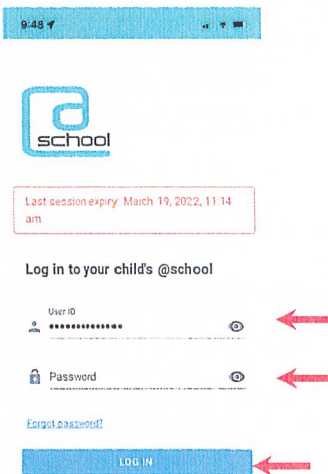 9:48
@
school
Last session expiry: March 19, 2022, 11:14
am
Log in to your child's @school
User ID
••••••••••••••
Password
Forgot password?
LOG IN